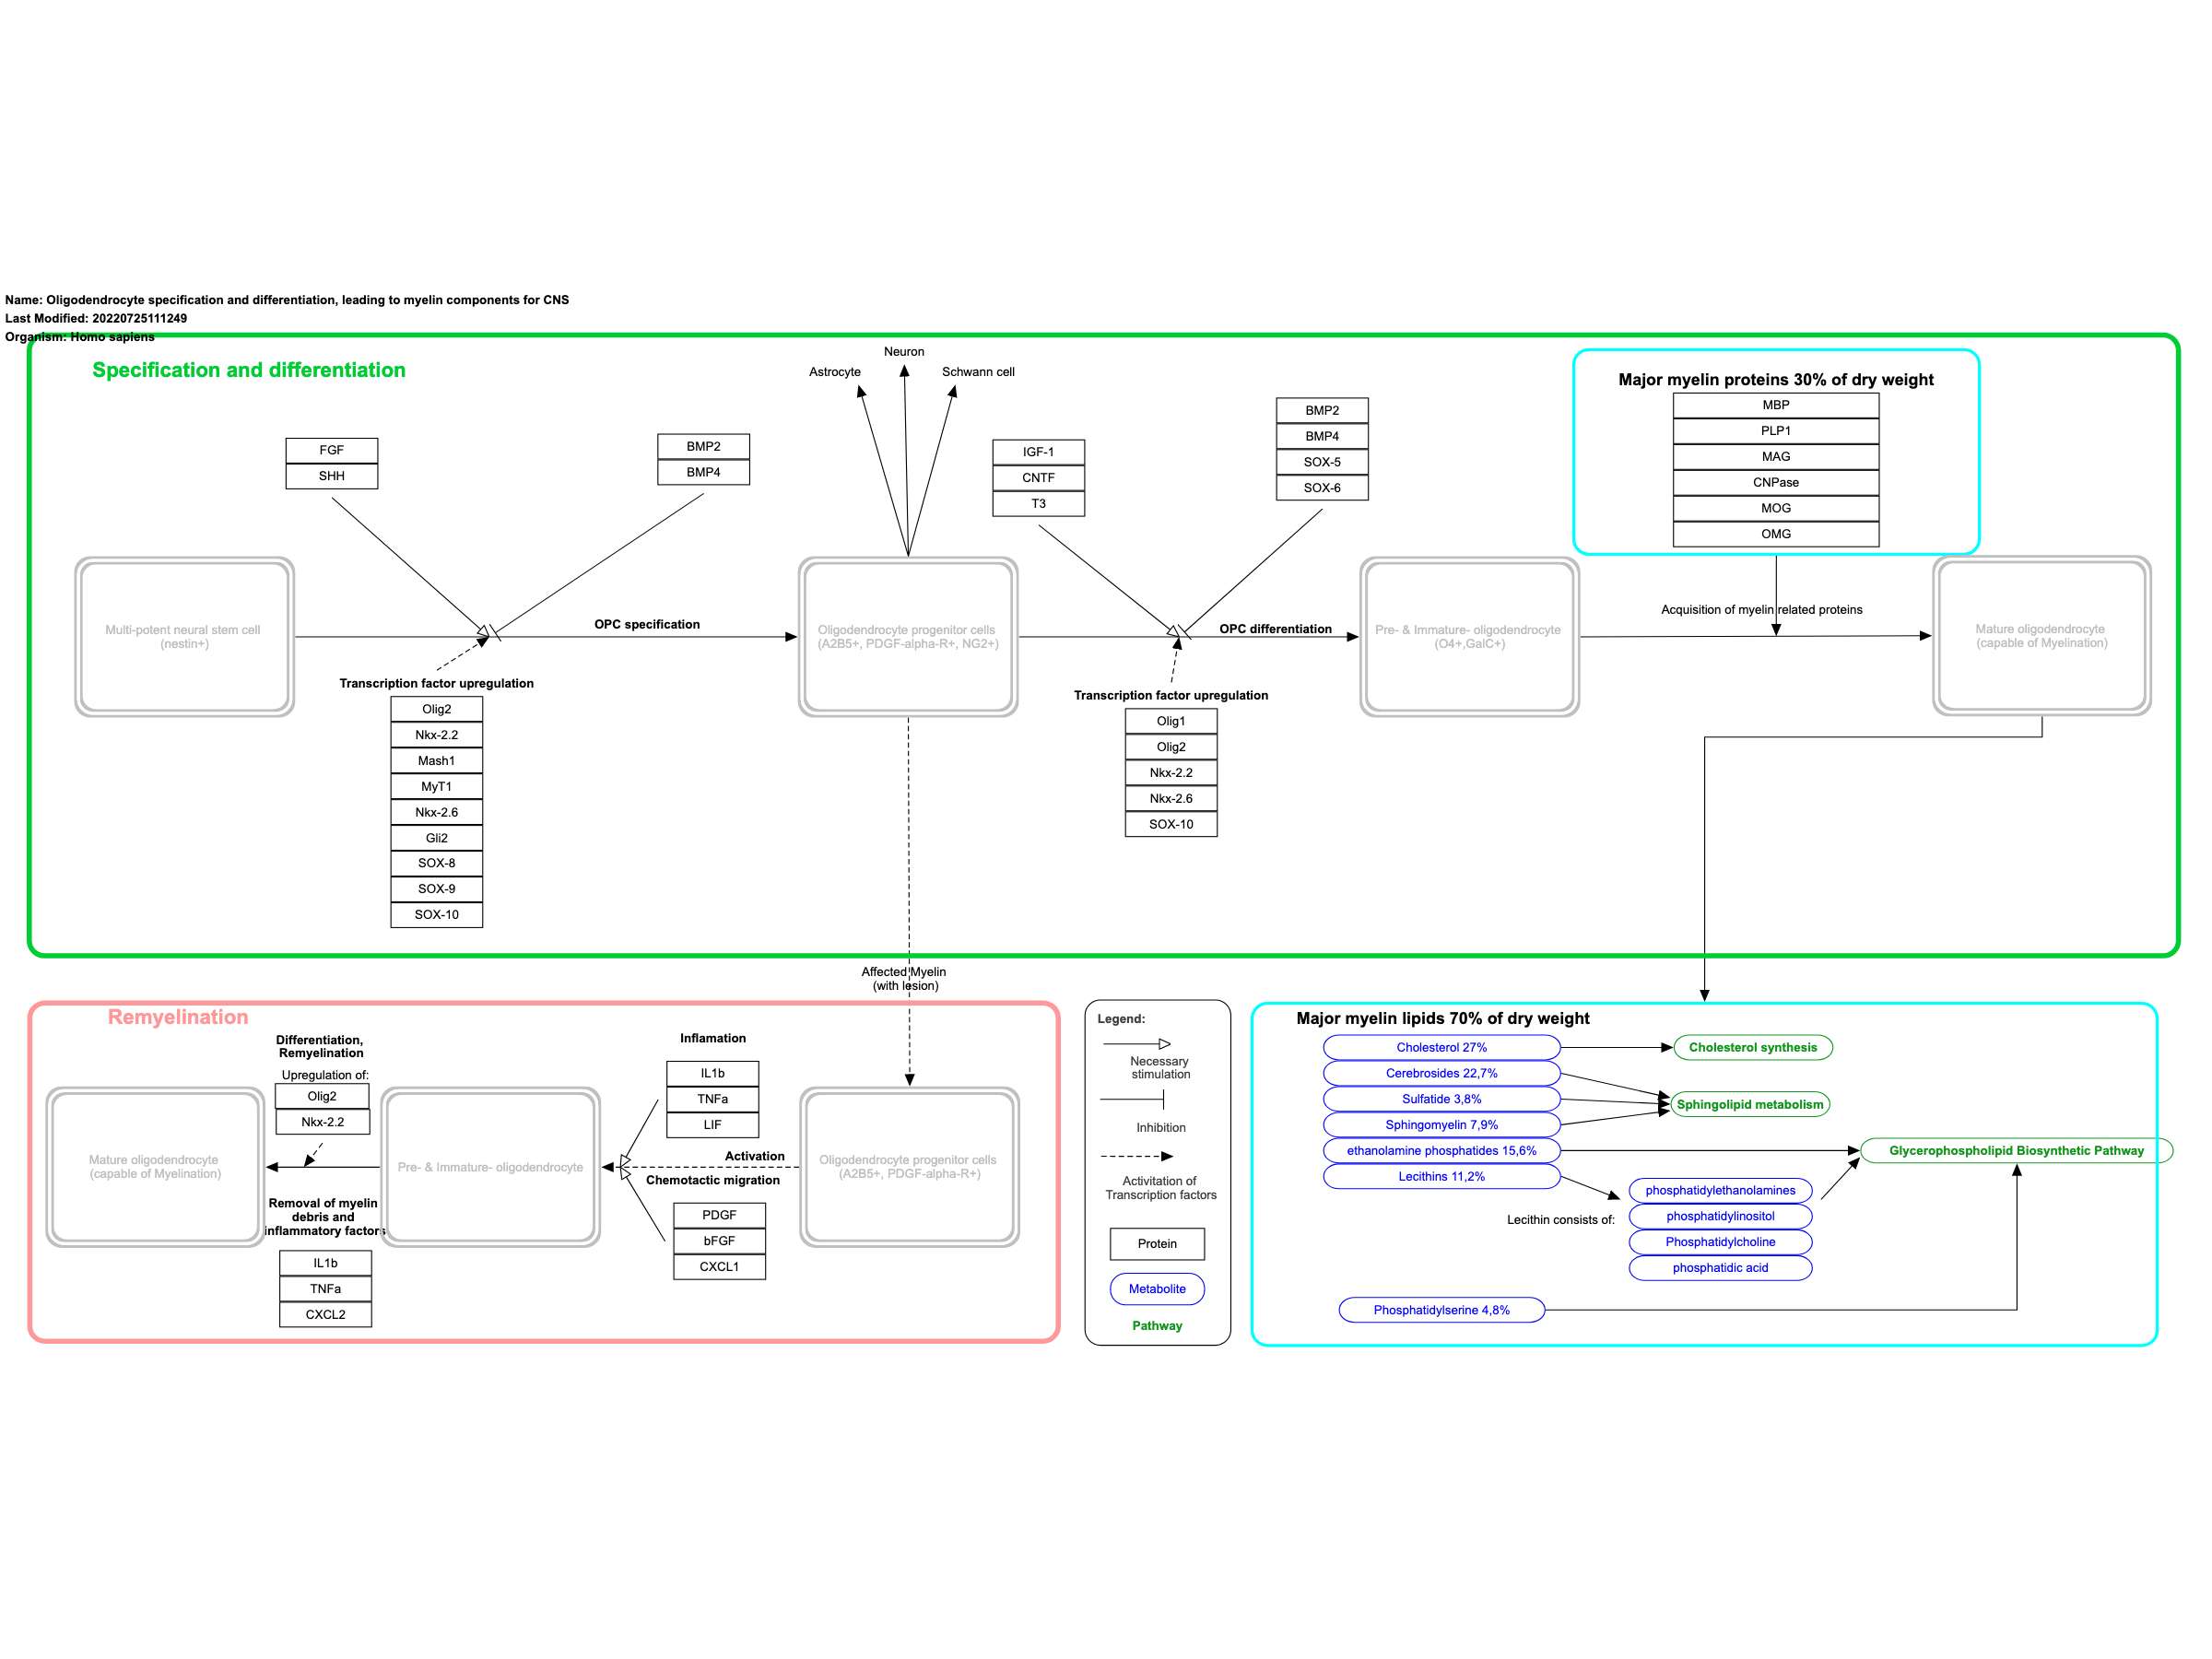 Name: Oligodendrocyte specification and differentiation, leading to myelin components for CNS
Last Modified: 20220725111249
Organism: Homo sapiens
Specification and differentiation
Neuron
Astrocyte
Schwann cell
Major myelin proteins 30% of dry weight
MBP
PLP1
MAG
CNPase
MOG
OMG
FGF
SHH
BMP2
BMP4
IGF-1
CNTF
T3
BMP2
BMP4
SOX-5
SOX-6
Multi-potent neural stem cell
(nestin+)
OPC specification
Oligodendrocyte progenitor cells
(A2B5+, PDGF-alpha-R+, NG2+)
OPC differentiation
Pre- & Immature- oligodendrocyte
(O4+,GalC+)
Acquisition of myelin related proteins
Mature oligodendrocyte
(capable of Myelination)
Transcription factor upregulation
Olig2
Nkx-2.2
Mash1
MyT1
Nkx-2.6
Gli2
SOX-8
SOX-9
SOX-10
Transcription factor upregulation
Olig1
Olig2
Nkx-2.2
Nkx-2.6
SOX-10
Affected Myelin
(with lesion)
Remyelination
Differentiation,
Remyelination
Upregulation of:
Olig2
Nkx-2.2
Inflamation
IL1b
TNFa
LIF
Mature oligodendrocyte
(capable of Myelination)
Pre- & Immature- oligodendrocyte
Activation
Chemotactic migration
Oligodendrocyte progenitor cells
(A2B5+, PDGF-alpha-R+)
Removal of myelin
debris and
inflammatory factors
IL1b
TNFa
CXCL2
PDGF
bFGF
CXCL1
Legend:
Necessary
stimulation
Inhibition
Activitation of
Transcription factors
Protein
Metabolite
Pathway
Major myelin lipids 70% of dry weight
Cholesterol 27%
Cerebrosides 22,7%
Sulfatide 3,8%
Sphingomyelin 7,9%
ethanolamine phosphatides 15,6%
Lecithins 11,2%
Cholesterol synthesis
Sphingolipid metabolism
Glycerophospholipid Biosynthetic Pathway
Lecithin consists of:
phosphatidylethanolamines
phosphatidylinositol
Phosphatidylcholine
phosphatidic acid
Phosphatidylserine 4,8%